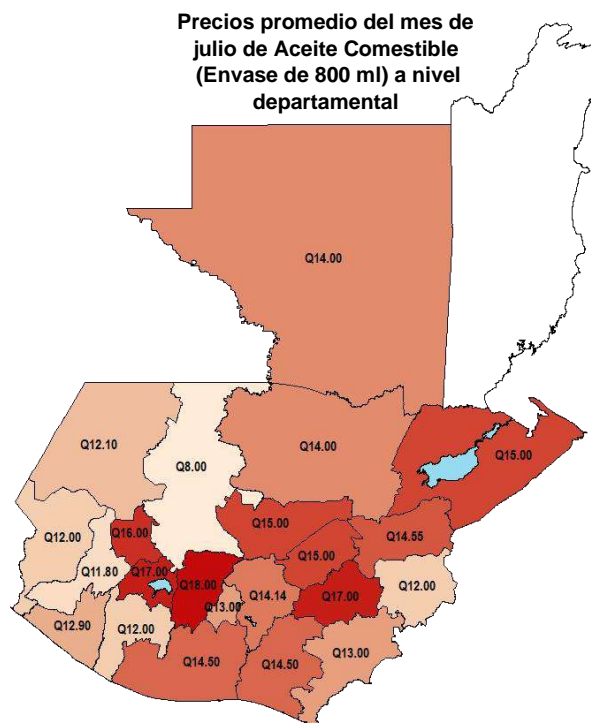 Precios promedio del mes de
julio de Aceite Comestible
(Envase de 800 ml) a nivel
departamental
Q14.00
Q12.10
Q8.00
Q14.00
Q15.00
Q12.00
Q16.00
Q15.00
Q14.55
Q15.00
Q11.80
Q17.00
Q18.00
Q17.00
Q12.00
Q13.00
Q14.14
Q12.90
Q12.00
Q13.00
Q14.50
Q14.50